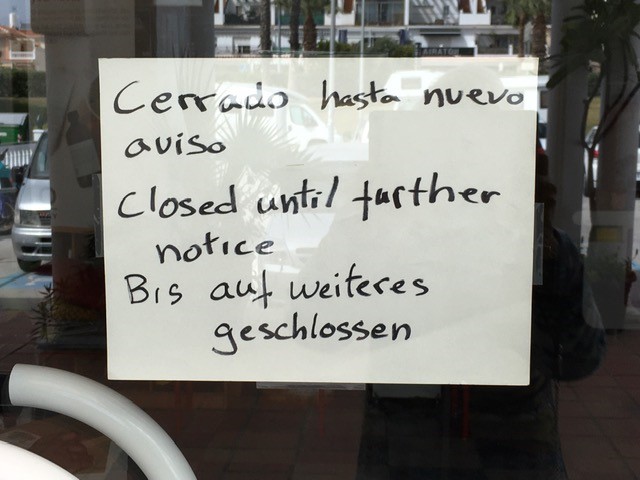 Cerrado hasta nuevo
aviso
Closed until further
notice
Bis auf weiteres
geschlossen